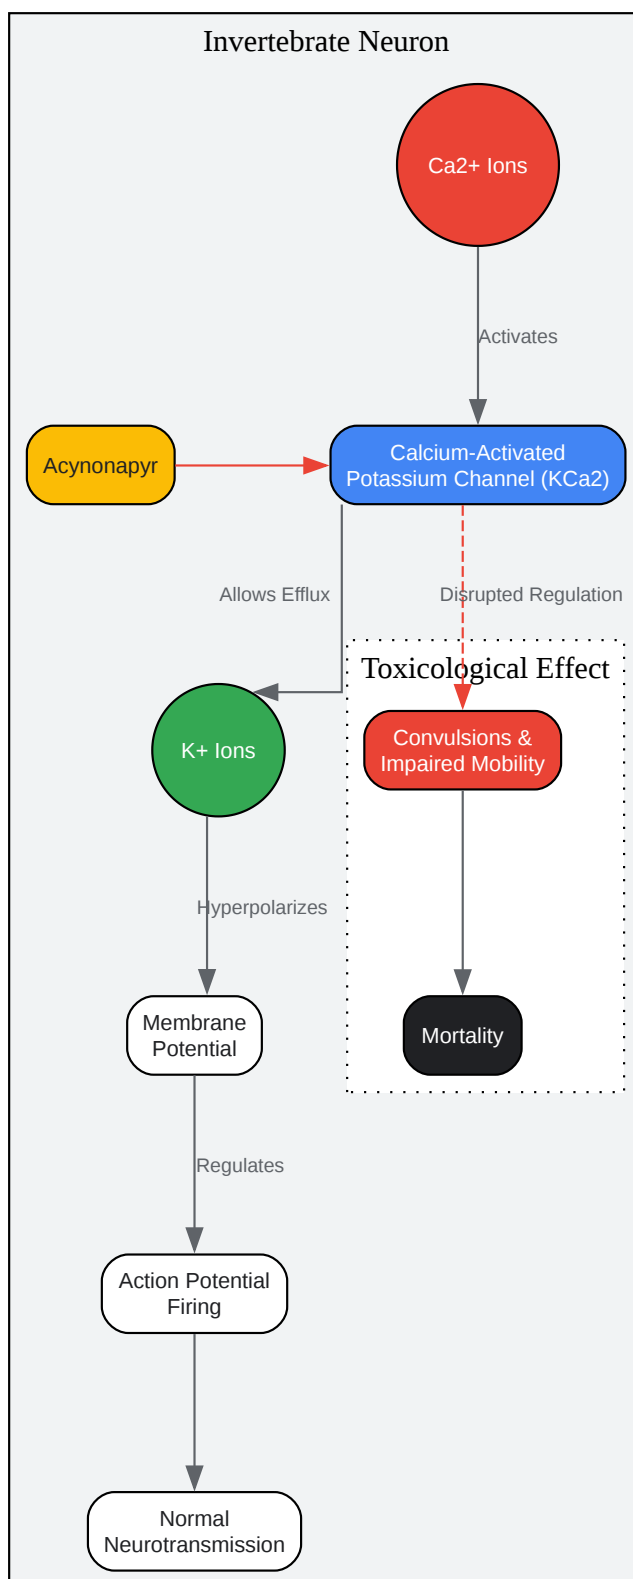 Invertebrate Neuron
Ca2+ Ions
Activates
Acynonapyr
Calcium-Activated
Potassium Channel (KCa2)
Allows Efflux
Disrupted Regulation
Toxicological Effect
K+ Ions
Convulsions &
Impaired Mobility
Hyperpolarizes
Membrane
Potential
Mortality
Regulates
Action Potential
Firing
Normal
Neurotransmission